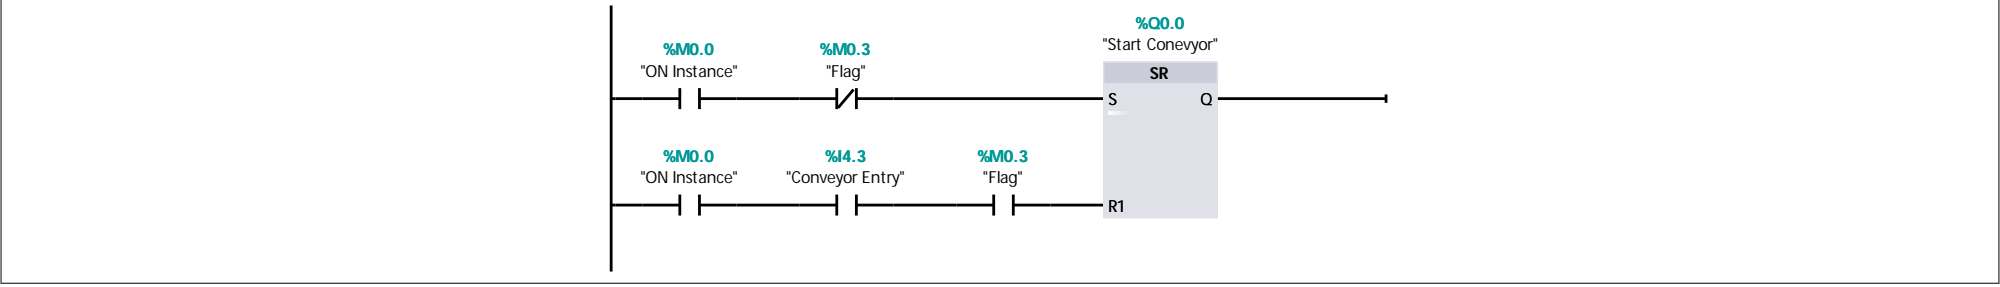 %Q0.0
"Start Conevyor"
%M0.0 %M0.3
"ON Instance" "Flag"
SR
S Q
%M0.0 %I4.3 %M0.3
"ON Instance" "Conveyor Entry" "Flag"
R1